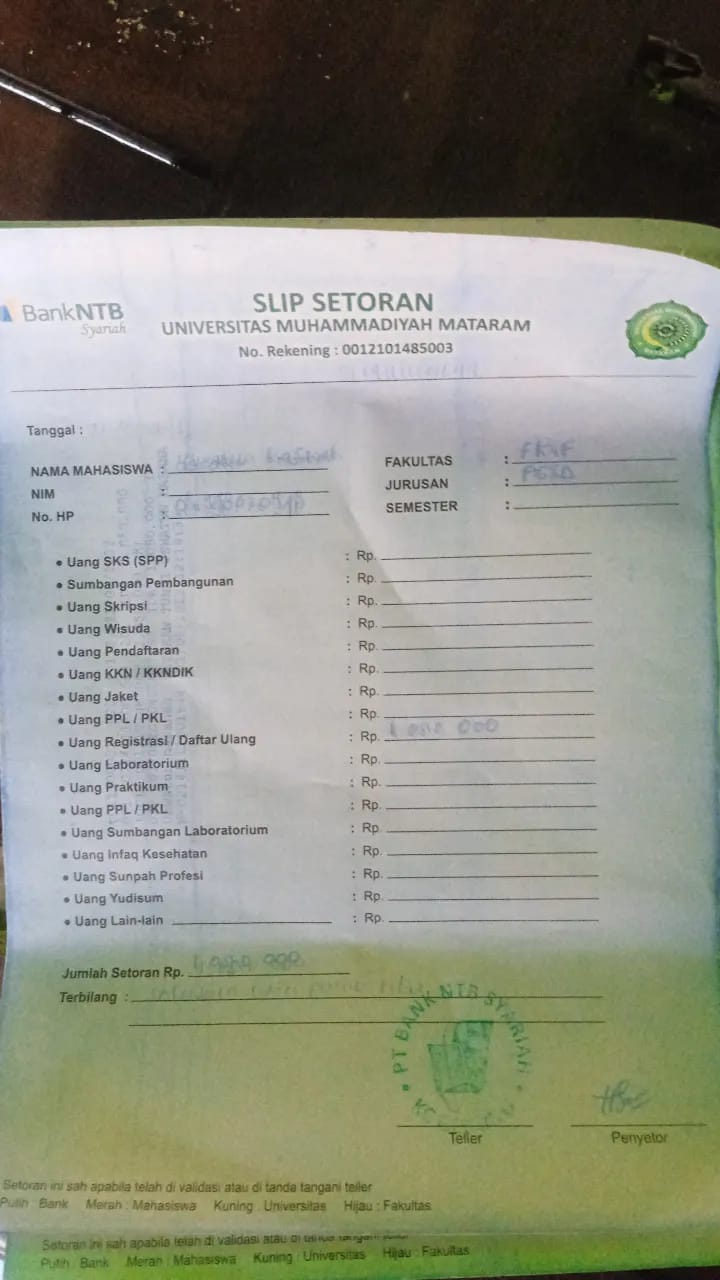 BankNTB
Syariah
SLIP SETORAN
UNIVERSITAS MUHAMMADIYAH MATARAM
No. Rekening : 0012101485003
Tanggal :
NAMA MAHASISWA :
NIM :
No. HP :
FAKULTAS : FKIP
JURUSAN :
SEMESTER :
• Uang SKS (SPP) : Rp.
• Sumbangan Pembangunan : Rp.
• Uang Skripsi : Rp.
• Uang Wisuda : Rp.
• Uang Pendaftaran : Rp.
• Uang KKN / KKNDIK : Rp.
• Uang Jaket : Rp.
• Uang PPL / PKL : Rp.
• Uang Registrasi / Daftar Ulang : Rp.
• Uang Laboratorium : Rp.
• Uang Praktikum : Rp.
• Uang PPL / PKL : Rp.
• Uang Sumbangan Laboratorium : Rp.
• Uang Infaq Kesehatan : Rp.
• Uang Sunpah Profesi : Rp.
• Uang Yudisum : Rp.
• Uang Lain-lain : Rp.
Jumlah Setoran Rp.
Terbilang :
PT BANK NTB SYARIAH
Teller
Penyetor
Setoran ini sah apabila telah di validasi atau di tanda tangani teller
Putih : Bank Merah : Mahasiswa Kuning : Universitas Hijau : Fakultas
Setoran ini sah apabila telah di validasi atau di tanda tangani teller
Putih : Bank Merah : Mahasiswa Kuning : Universitas Hijau : Fakultas